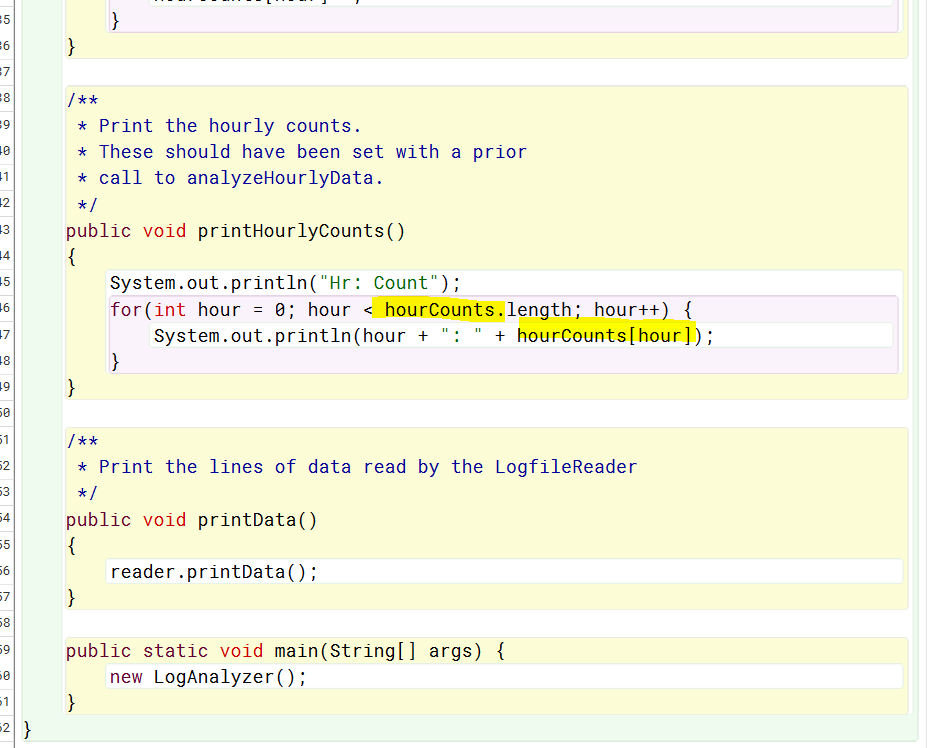 35 }
36 }
37
38 /**
39 * Print the hourly counts.
40 * These should have been set with a prior
41 * call to analyzeHourlyData.
42 */
43 public void printHourlyCounts()
44 {
45 System.out.println("Hr: Count");
46 for(int hour = 0; hour < hourCounts.length; hour++) {
47 System.out.println(hour + ": " + hourCounts[hour]);
48 }
49 }
50
51 /**
52 * Print the lines of data read by the LogfileReader
53 */
54 public void printData()
55 {
56 reader.printData();
57 }
58
59 public static void main(String[] args) {
60 new LogAnalyzer();
61 }
62 }